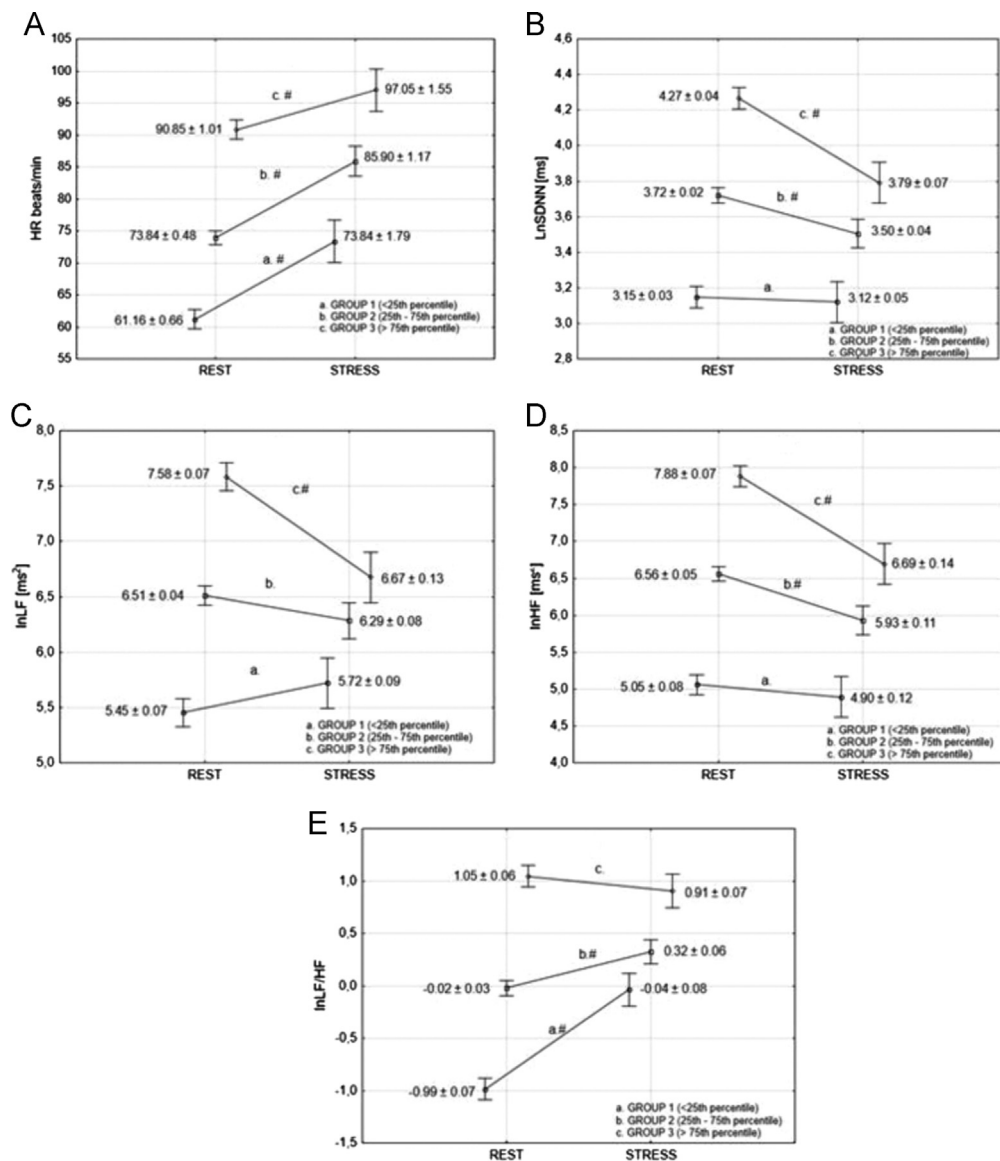 A
HR beats/min
105
100
95
90
85
80
75
70
65
60
55
c. #
97.05 ± 1.55
90.85 ± 1.01
b. #
85.90 ± 1.17
73.84 ± 0.48
73.84 ± 1.79
a. #
61.16 ± 0.66
a. GROUP 1 (<25th percentile)
b. GROUP 2 (25th - 75th percentile)
c. GROUP 3 (> 75th percentile)
REST STRESS
B
LnSDNN [ms]
4,6
4,4
4,2
4,0
3,8
3,6
3,4
3,2
3,0
2,8
4.27 ± 0.04
c. #
3.79 ± 0.07
3.72 ± 0.02
b. #
3.50 ± 0.04
3.15 ± 0.03
a.
3.12 ± 0.05
a. GROUP 1 (<25th percentile)
b. GROUP 2 (25th - 75th percentile)
c. GROUP 3 (> 75th percentile)
REST STRESS
C
lnLF [ms²]
8,0
7,5
7,0
6,5
6,0
5,5
5,0
7.58 ± 0.07
c.#
6.67 ± 0.13
6.51 ± 0.04
b.
6.29 ± 0.08
a.
5.72 ± 0.09
5.45 ± 0.07
a. GROUP 1 (<25th percentile)
b. GROUP 2 (25th - 75th percentile)
c. GROUP 3 (> 75th percentile)
REST STRESS
D
lnHF
8,5
8,0
7,5
7,0
6,5
6,0
5,5
5,0
4,5
4,0
7.88 ± 0.07
c.#
6.69 ± 0.14
6.56 ± 0.05
b.#
5.93 ± 0.11
5.05 ± 0.08
a.
4.90 ± 0.12
a. GROUP 1 (<25th percentile)
b. GROUP 2 (25th - 75th percentile)
c. GROUP 3 (> 75th percentile)
REST STRESS
E
lnLF/HF
1,5
1,0
0,5
0,0
-0,5
-1,0
-1,5
1.05 ± 0.06
c.
0.91 ± 0.07
b.#
0.32 ± 0.06
-0.02 ± 0.03
-0.04 ± 0.08
a.#
-0.99 ± 0.07
a. GROUP 1 (<25th percentile)
b. GROUP 2 (25th - 75th percentile)
c. GROUP 3 (> 75th percentile)
REST STRESS